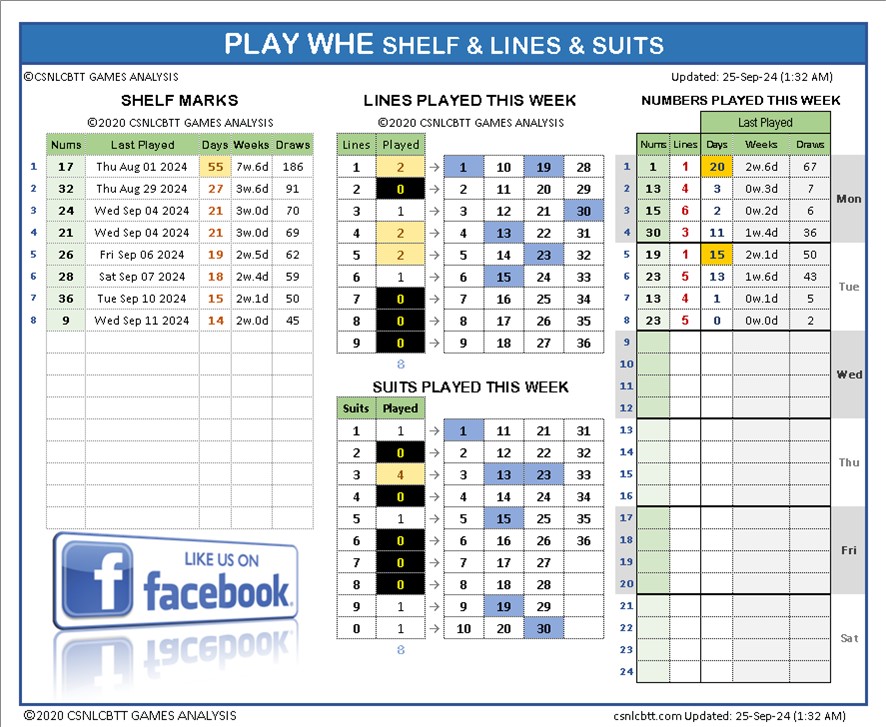 PLAY WHE SHELF & LINES & SUITS
©CSNLCBTT GAMES ANALYSIS
Updated: 25-Sep-24 (1:32 AM)
SHELF MARKS
©2020 CSNLCBTT GAMES ANALYSIS
Nums Last Played Days Weeks Draws
1 17 Thu Aug 01 2024 55 7w.6d 186
2 32 Thu Aug 29 2024 27 3w.6d 91
3 24 Wed Sep 04 2024 21 3w.0d 70
4 21 Wed Sep 04 2024 21 3w.0d 69
5 26 Fri Sep 06 2024 19 2w.5d 62
6 28 Sat Sep 07 2024 18 2w.4d 59
7 36 Tue Sep 10 2024 15 2w.1d 50
8 9 Wed Sep 11 2024 14 2w.0d 45
LIKE US ON
facebook
LINES PLAYED THIS WEEK
©2020 CSNLCBTT GAMES ANALYSIS
Lines Played
1 2 → 1 10 19 28
2 0 → 2 11 20 29
3 1 → 3 12 21 30
4 2 → 4 13 22 31
5 2 → 5 14 23 32
6 1 → 6 15 24 33
7 0 → 7 16 25 34
8 0 → 8 17 26 35
9 0 → 9 18 27 36
8
SUITS PLAYED THIS WEEK
Suits Played
1 1 → 1 11 21 31
2 0 → 2 12 22 32
3 4 → 3 13 23 33
4 0 → 4 14 24 34
5 1 → 5 15 25 35
6 0 → 6 16 26 36
7 0 → 7 17 27
8 0 → 8 18 28
9 1 → 9 19 29
0 1 → 10 20 30
8
NUMBERS PLAYED THIS WEEK
Last Played
Nums Lines Days Weeks Draws
1 1 1 20 2w.6d 67
2 13 4 3 0w.3d 7
3 15 6 2 0w.2d 6
4 30 3 11 1w.4d 36
Mon
5 19 1 15 2w.1d 50
6 23 5 13 1w.6d 43
7 13 4 1 0w.1d 5
8 23 5 0 0w.0d 2
Tue
9
10
11
12
Wed
13
14
15
16
Thu
17
18
19
20
Fri
21
22
23
24
Sat
©2020 CSNLCBTT GAMES ANALYSIS
csnlcbtt.com Updated: 25-Sep-24 (1:32 AM)